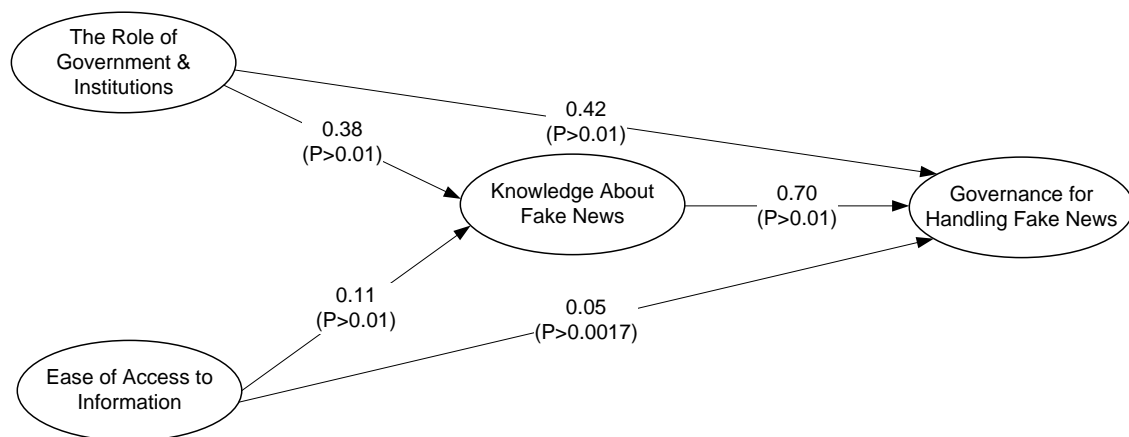 The Role of
Government &
Institutions
0.42
(P>0.01)
0.38
(P>0.01)
Knowledge About
Fake News
0.70
(P>0.01)
Governance for
Handling Fake News
0.11
(P>0.01)
0.05
(P>0.0017)
Ease of Access to
Information